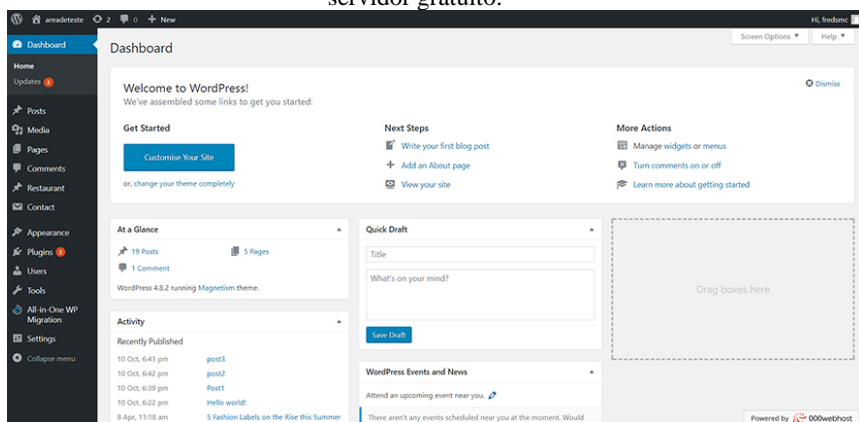 servidor gratuito.
areadeteste 2 0 + New Hi, fredsmc
Screen Options ▼ Help ▼
Dashboard
Home
Updates 2
Posts
Media
Pages
Comments
Restaurant
Contact
Appearance
Plugins 2
Users
Tools
All-in-One WP
Migration
Settings
Collapse menu
Dashboard
Welcome to WordPress!
We've assembled some links to get you started:
Dismiss
Get Started
Customise Your Site
or, change your theme completely
Next Steps
Write your first blog post
Add an About page
View your site
More Actions
Manage widgets or menus
Turn comments on or off
Learn more about getting started
At a Glance
19 Posts 5 Pages
1 Comment
WordPress 4.8.2 running Magnetism theme.
Activity
Recently Published
10 Oct, 6:43 pm post3
10 Oct, 6:42 pm post2
10 Oct, 6:39 pm Post1
10 Oct, 6:22 pm Hello world!
8 Apr, 11:18 am 5 Fashion Labels on the Rise this Summer
Quick Draft
Title
What's on your mind?
Save Draft
WordPress Events and News
Attend an upcoming event near you.
There aren't any events scheduled near you at the moment. Would
Drag boxes here
Powered by 000webhost